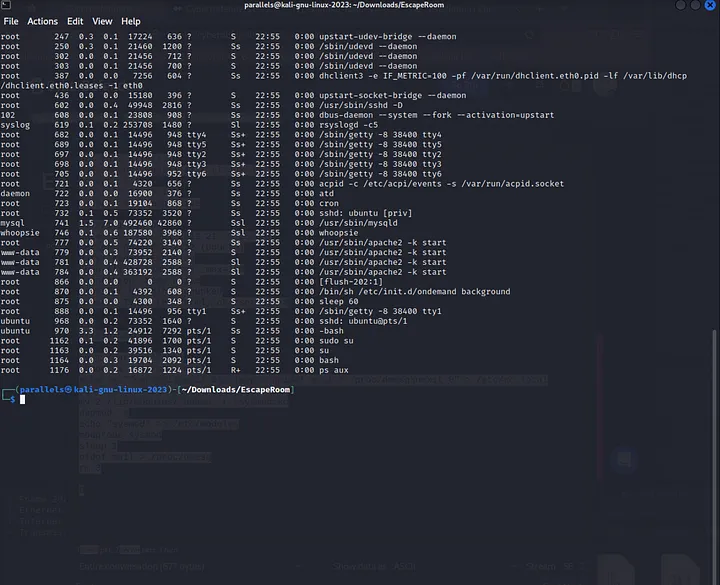 parallels@kali-gnu-linux-2023: ~/Downloads/EscapeRoom
File Actions Edit View Help
root 247 0.3 0.1 17224 636 ? S 22:55 0:00 upstart-udev-bridge --daemon
root 250 0.3 0.1 21460 1200 ? Ss 22:55 0:00 /sbin/udevd --daemon
root 302 0.0 0.1 21456 712 ? S 22:55 0:00 /sbin/udevd --daemon
root 303 0.0 0.1 21456 700 ? S 22:55 0:00 /sbin/udevd --daemon
root 387 0.0 0.0 7256 604 ? Ss 22:55 0:00 dhclient3 -e IF_METRIC=100 -pf /var/run/dhclient.eth0.pid -lf /var/lib/dhcp
/dhclient.eth0.leases -1 eth0
root 436 0.0 0.0 15180 396 ? S 22:55 0:00 upstart-socket-bridge --daemon
root 602 0.0 0.4 49948 2816 ? Ss 22:55 0:00 /usr/sbin/sshd -D
102 608 0.0 0.1 23808 908 ? Ss 22:55 0:00 dbus-daemon --system --fork --activation=upstart
syslog 619 0.1 0.2 253708 1480 ? Sl 22:55 0:00 rsyslogd -c5
root 682 0.0 0.1 14496 948 tty4 Ss+ 22:55 0:00 /sbin/getty -8 38400 tty4
root 689 0.0 0.1 14496 948 tty5 Ss+ 22:55 0:00 /sbin/getty -8 38400 tty5
root 697 0.0 0.1 14496 948 tty2 Ss+ 22:55 0:00 /sbin/getty -8 38400 tty2
root 698 0.0 0.1 14496 948 tty3 Ss+ 22:55 0:00 /sbin/getty -8 38400 tty3
root 705 0.0 0.1 14496 952 tty6 Ss+ 22:55 0:00 /sbin/getty -8 38400 tty6
root 721 0.0 0.1 4320 656 ? Ss 22:55 0:00 acpid -c /etc/acpi/events -s /var/run/acpid.socket
daemon 722 0.0 0.0 16900 376 ? Ss 22:55 0:00 atd
root 723 0.0 0.1 19104 868 ? Ss 22:55 0:00 cron
root 732 0.1 0.5 73352 3520 ? Ss 22:55 0:00 sshd: ubuntu [priv]
mysql 741 1.5 7.0 492460 42860 ? Ssl 22:55 0:00 /usr/sbin/mysqld
whoopsie 746 0.1 0.6 187580 3968 ? Ssl 22:55 0:00 whoopsie
root 777 0.0 0.5 74220 3140 ? Ss 22:55 0:00 /usr/sbin/apache2 -k start
www-data 779 0.0 0.3 73952 2140 ? S 22:55 0:00 /usr/sbin/apache2 -k start
www-data 781 0.0 0.4 428728 2588 ? Sl 22:55 0:00 /usr/sbin/apache2 -k start
www-data 784 0.0 0.4 363192 2588 ? Sl 22:55 0:00 /usr/sbin/apache2 -k start
root 866 0.0 0.0 0 0 ? S 22:55 0:00 [flush-202:1]
root 870 0.0 0.1 4392 608 ? S 22:55 0:00 /bin/sh /etc/init.d/ondemand background
root 875 0.0 0.0 4300 348 ? S 22:55 0:00 sleep 60
root 888 0.0 0.1 14496 956 tty1 Ss+ 22:55 0:00 /sbin/getty -8 38400 tty1
ubuntu 968 0.0 0.2 73352 1640 ? S 22:55 0:00 sshd: ubuntu@pts/1
ubuntu 970 3.3 1.2 24912 7292 pts/1 Ss 22:55 0:00 -bash
root 1162 0.1 0.2 41896 1700 pts/1 S 22:55 0:00 sudo su
root 1163 0.0 0.2 39516 1340 pts/1 S 22:55 0:00 su
root 1164 0.0 0.3 19704 2092 pts/1 S 22:55 0:00 bash
root 1176 0.0 0.2 16872 1224 pts/1 R+ 22:55 0:00 ps aux
(parallels㉿kali-gnu-linux-2023)-[~/Downloads/EscapeRoom]
$